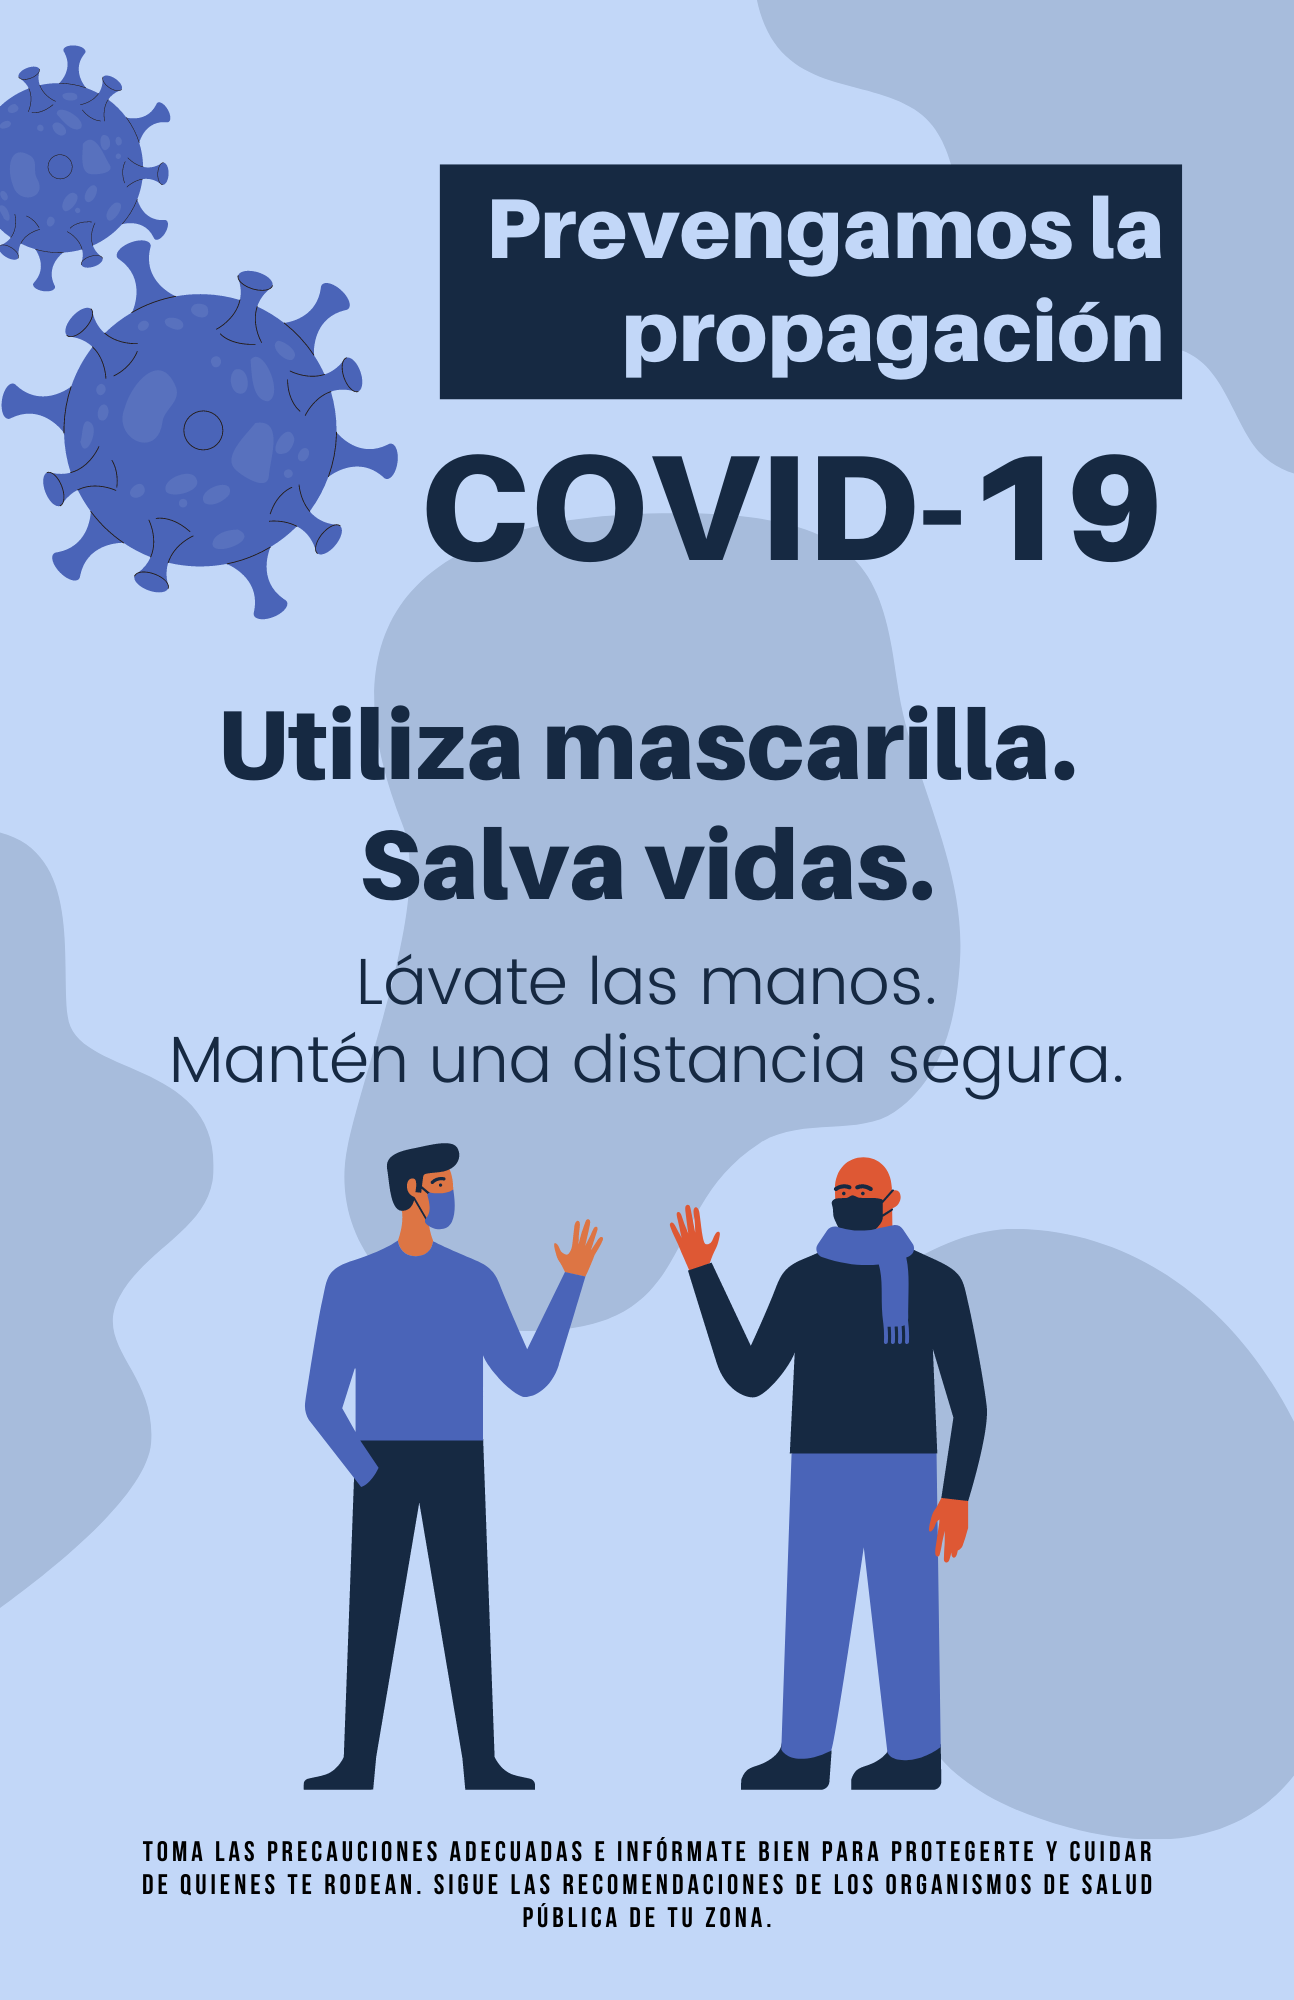 Prevengamos la
propagación
COVID-19
Utiliza mascarilla.
Salva vidas.
Lávate las manos.
Mantén una distancia segura.
TOMA LAS PRECAUCIONES ADECUADAS E INFÓRMATE BIEN PARA PROTEGERTE Y CUIDAR
DE QUIENES TE RODEAN. SIGUE LAS RECOMENDACIONES DE LOS ORGANISMOS DE SALUD
PÚBLICA DE TU ZONA.